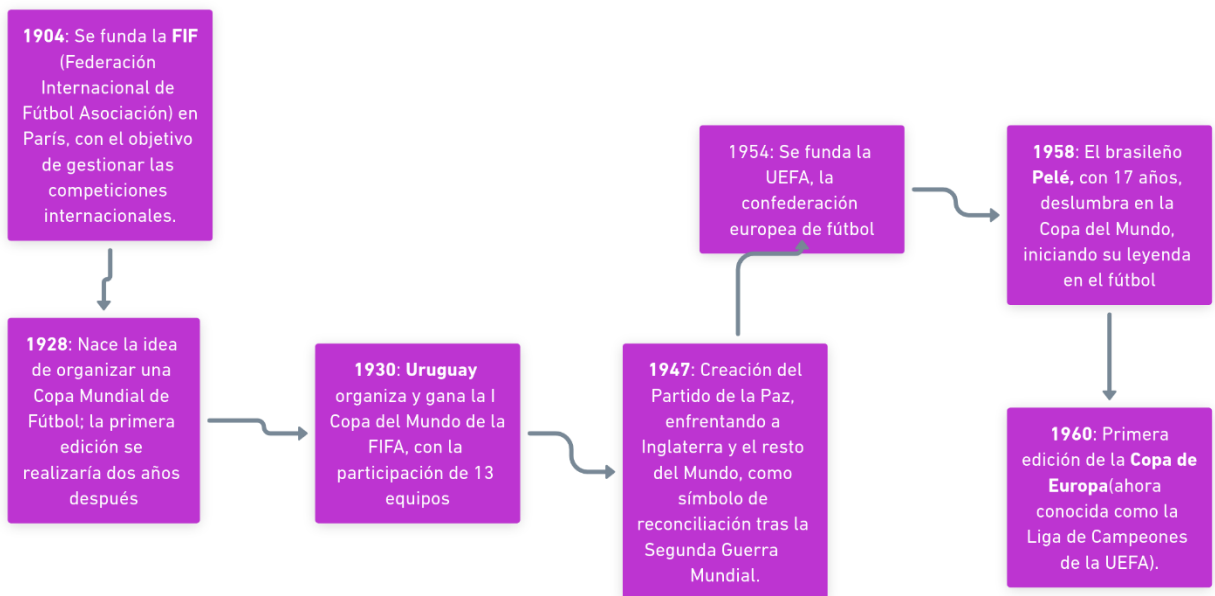 1904: Se funda la FIF
(Federación
Internacional de
Fútbol Asociación) en
París, con el objetivo
de gestionar las
competiciones
internacionales.
1928: Nace la idea
de organizar una
Copa Mundial de
Fútbol; la primera
edición se
realizaría dos años
después
1930: Uruguay
organiza y gana la I
Copa del Mundo de la
FIFA, con la
participación de 13
equipos
1947: Creación del
Partido de la Paz,
enfrentando a
Inglaterra y el resto
del Mundo, como
símbolo de
reconciliación tras la
Segunda Guerra
Mundial.
1954: Se funda la
UEFA, la
confederación
europea de fútbol
1958: El brasileño
Pelé, con 17 años,
deslumbra en la
Copa del Mundo,
iniciando su leyenda
en el fútbol
1960: Primera
edición de la Copa de
Europa(ahora
conocida como la
Liga de Campeones
de la UEFA).